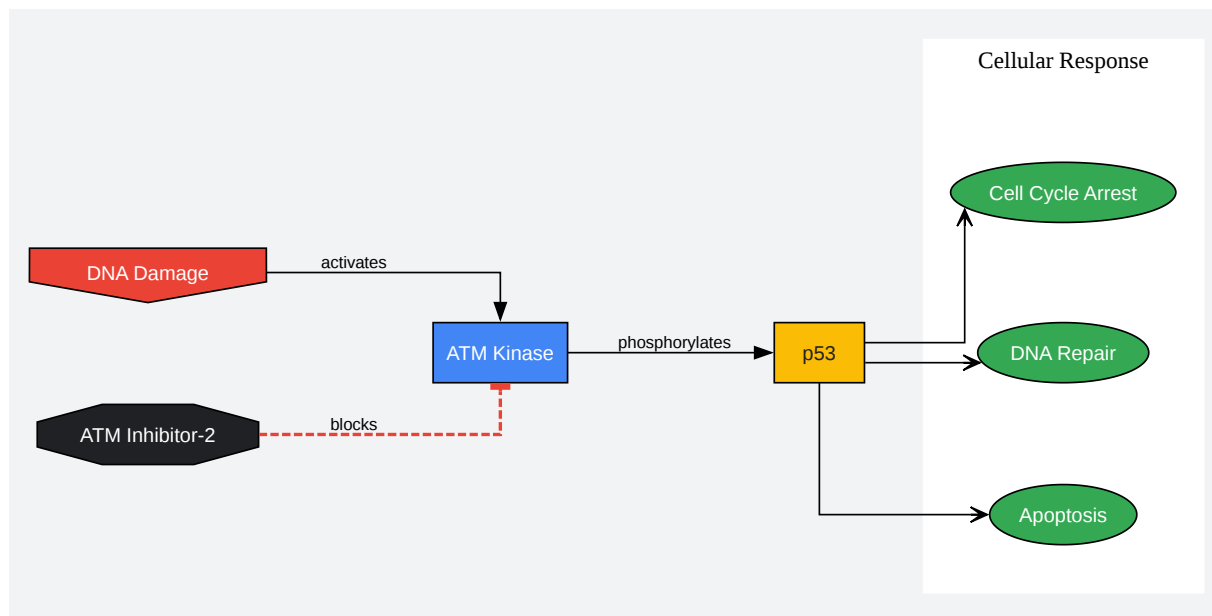 Cellular Response
Cell Cycle Arrest
DNA Damage
activates
ATM Kinase
phosphorylates
p53
DNA Repair
ATM Inhibitor-2
blocks
Apoptosis